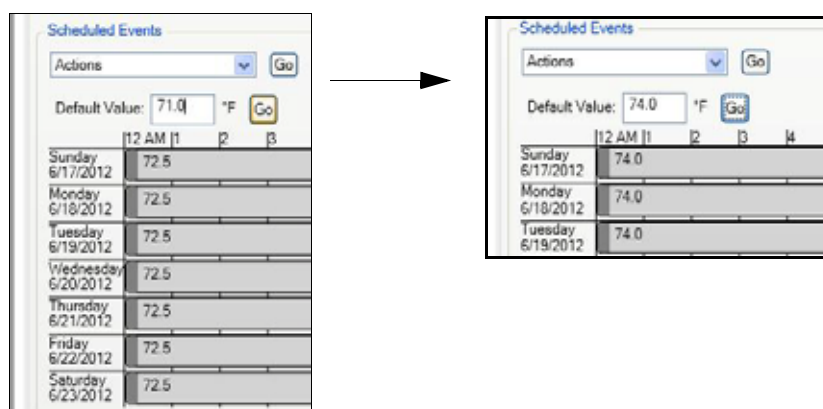 Scheduled Events
Actions Go
Default Value: 71.0 °F Go
12 AM 1 2 3
Sunday 72.5
6/17/2012
Monday 72.5
6/18/2012
Tuesday 72.5
6/19/2012
Wednesday 72.5
6/20/2012
Thursday 72.5
6/21/2012
Friday 72.5
6/22/2012
Saturday 72.5
6/23/2012
Scheduled Events
Actions Go
Default Value: 74.0 °F Go
12 AM 1 2 3 4
Sunday 74.0
6/17/2012
Monday 74.0
6/18/2012
Tuesday 74.0
6/19/2012